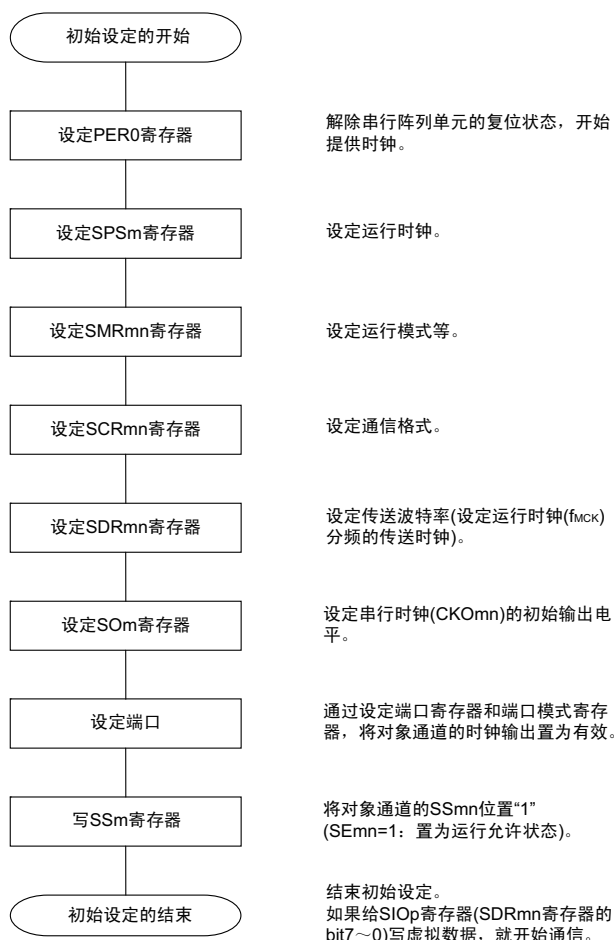 初始设定的开始
设定PER0寄存器
解除串行阵列单元的复位状态，开始
提供时钟。
设定SPSm寄存器
设定运行时钟。
设定SMRmn寄存器
设定运行模式等。
设定SCRmn寄存器
设定通信格式。
设定SDRmn寄存器
设定传送波特率(设定运行时钟(fMCK)
分频的传送时钟)。
设定SOm寄存器
设定串行时钟(CKOmn)的初始输出电
平。
设定端口
通过设定端口寄存器和端口模式寄存
器，将对象通道的时钟输出置为有效。
写SSm寄存器
将对象通道的SSmn位置“1”
(SEmn=1：置为运行允许状态)。
初始设定的结束
结束初始设定。
如果给SIOp寄存器(SDRmn寄存器的
bit7～0)写虚拟数据，就开始通信。